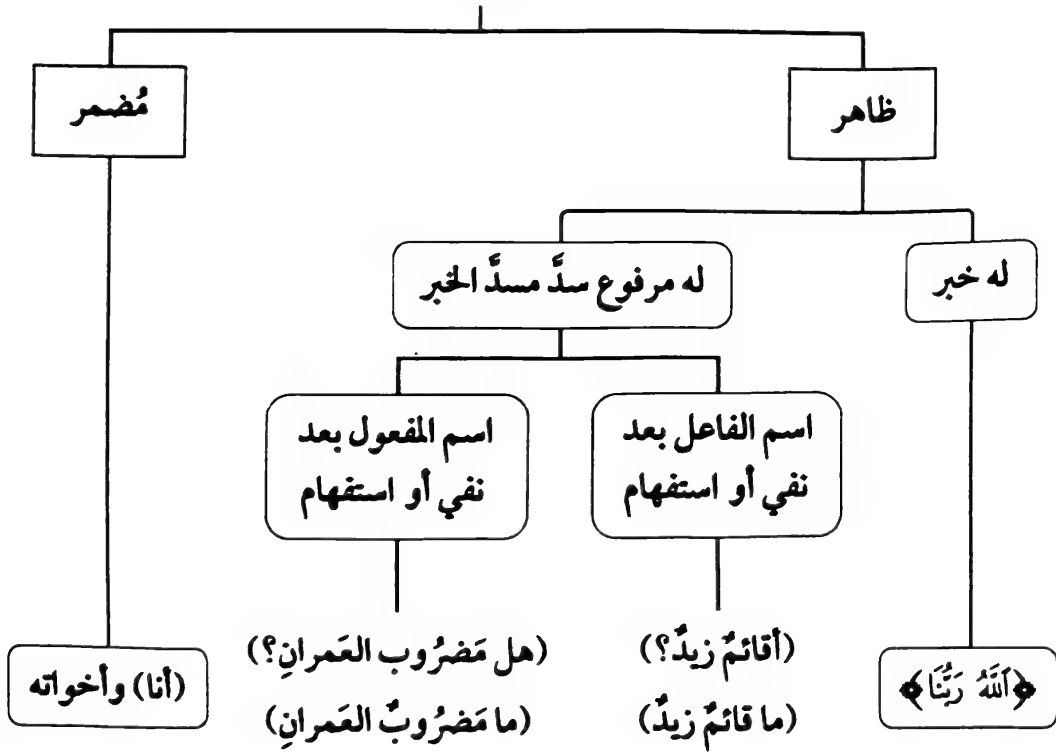 ظاهر
مُضمر
له خبر
له مرفوع سدَّ مسدَّ الخبر
اسم الفاعل بعد
نفي أو استفهام
اسم المفعول بعد
نفي أو استفهام
﴿ٱللَّهُ رَبُّنَا﴾
(أقائمٌ زيدٌ؟)
(ما قائمٌ زيدٌ)
(هل مَضرُوب العَمرانِ؟)
(ما مَضرُوبٌ العَمرانِ)
(أنا) وأخواته